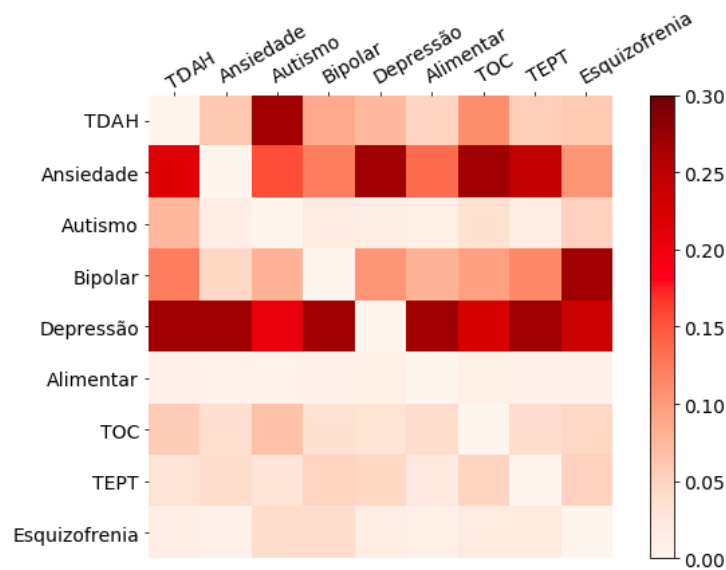 TDAH
Ansiedade
Autismo
Bipolar
Depressão
Alimentar
TOC
TEPT
Esquizofrenia
TDAH
Ansiedade
Autismo
Bipolar
Depressão
Alimentar
TOC
TEPT
Esquizofrenia
0.30
0.25
0.20
0.15
0.10
0.05
0.00